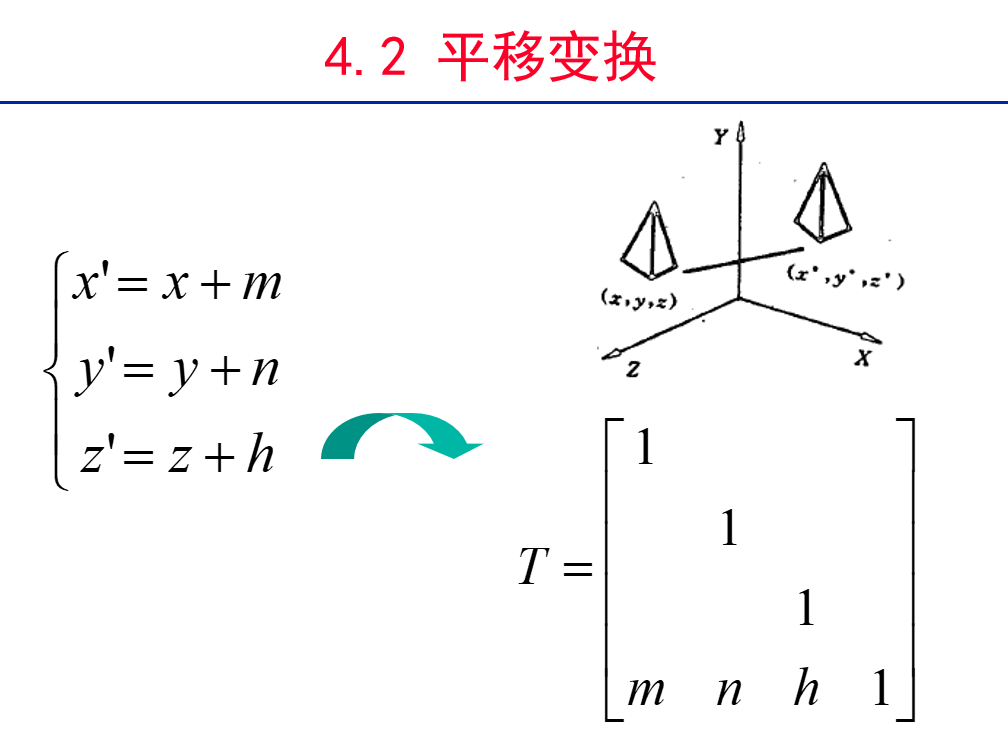 4.2 平移变换
x'= x + m
y'= y + n
z'= z + h
Y
(x,y,z)
(x',y',z')
Z
X
T =
1
1
1
m n h 1